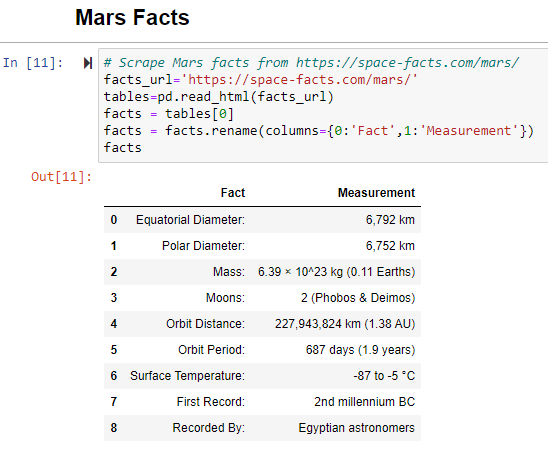 Mars Facts
In [11]:
# Scrape Mars facts from https://space-facts.com/mars/
facts_url='https://space-facts.com/mars/'
tables=pd.read_html(facts_url)
facts = tables[0]
facts = facts.rename(columns={0:'Fact',1:'Measurement'})
facts
Out[11]:
Fact Measurement
0 Equatorial Diameter: 6,792 km
1 Polar Diameter: 6,752 km
2 Mass: 6.39 × 10^23 kg (0.11 Earths)
3 Moons: 2 (Phobos & Deimos)
4 Orbit Distance: 227,943,824 km (1.38 AU)
5 Orbit Period: 687 days (1.9 years)
6 Surface Temperature: -87 to -5 °C
7 First Record: 2nd millennium BC
8 Recorded By: Egyptian astronomers